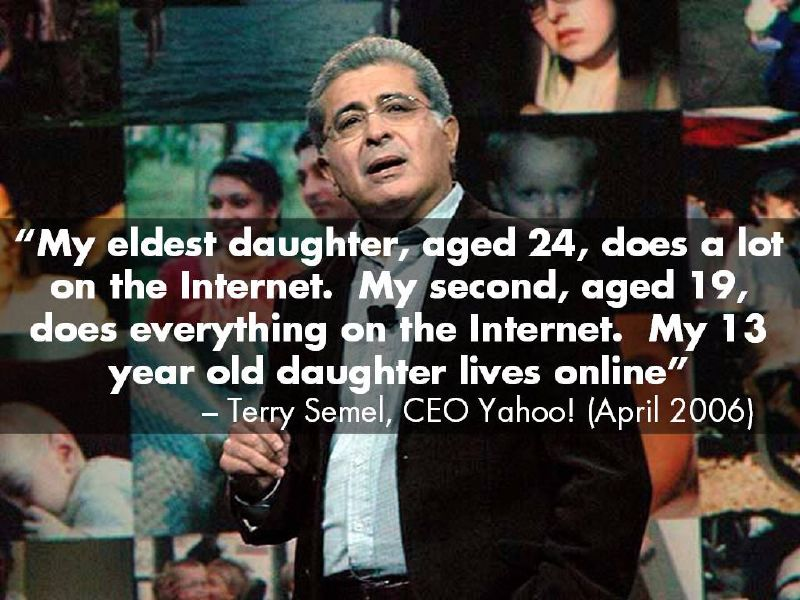 “My eldest daughter, aged 24, does a lot
on the Internet.  My second, aged 19,
does everything on the Internet.  My 13
year old daughter lives online”
– Terry Semel, CEO Yahoo! (April 2006)